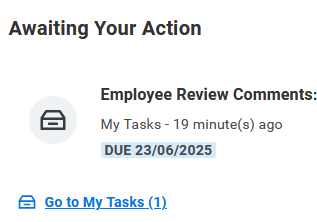 Awaiting Your Action
Employee Review Comments:
My Tasks - 19 minute(s) ago
DUE 23/06/2025
Go to My Tasks (1)